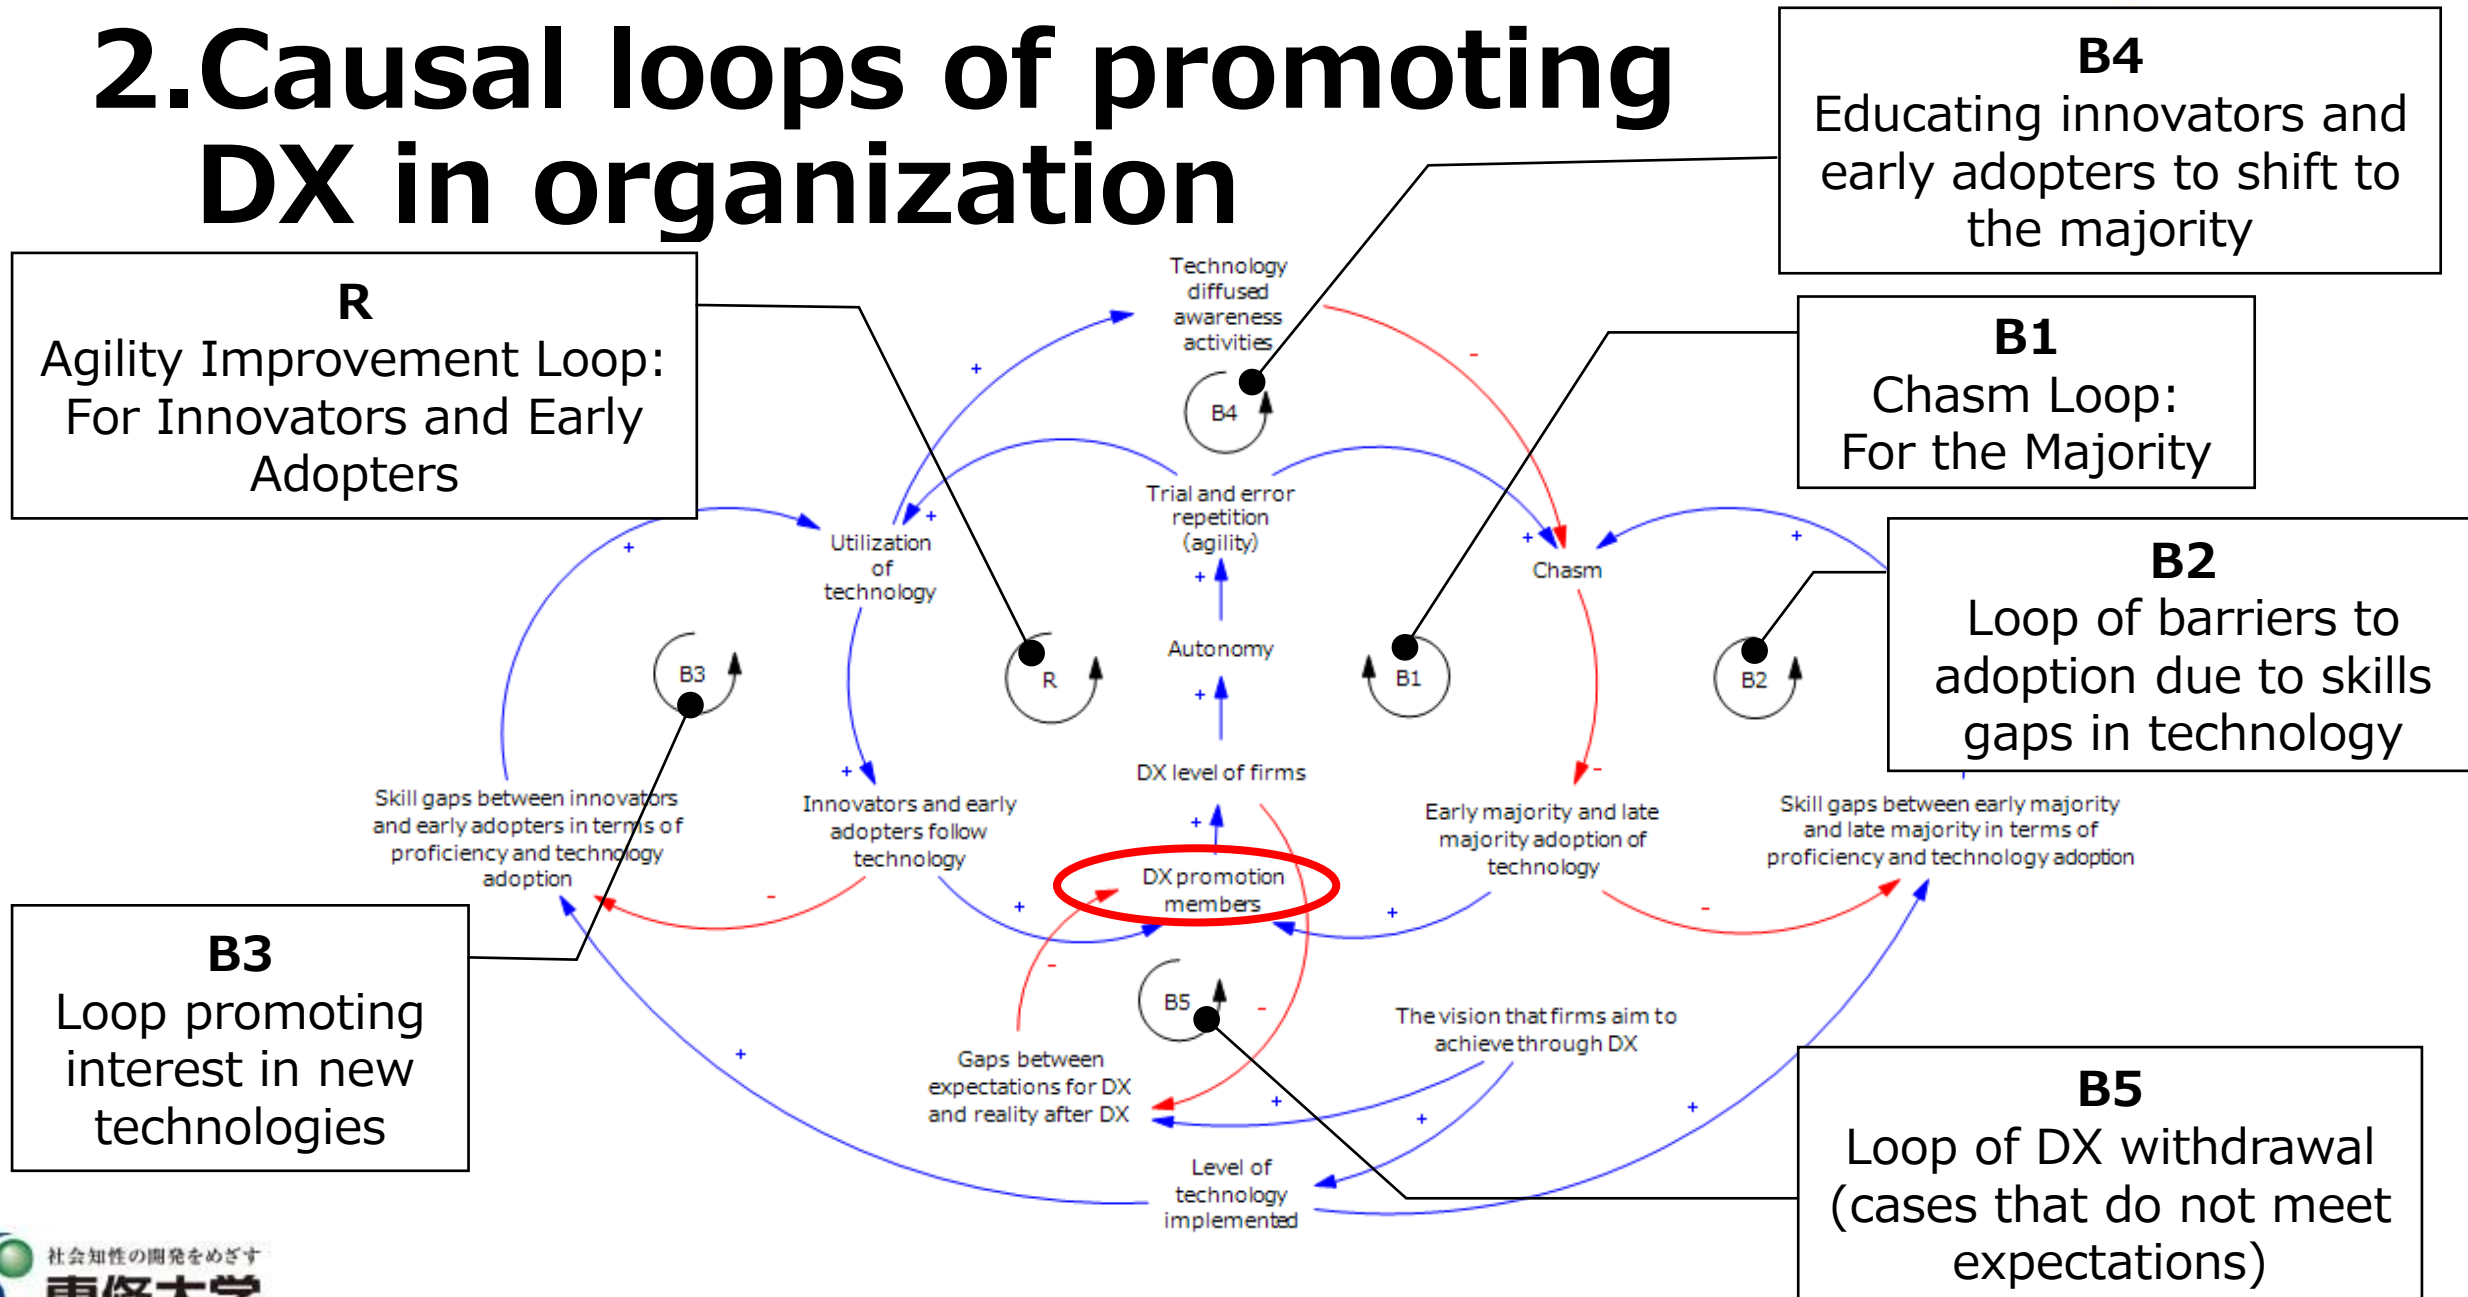 2.Causal loops of promoting
DX in organization
B4
Educating innovators and
early adopters to shift to
the majority
R
Agility Improvement Loop:
For Innovators and Early
Adopters
B1
Chasm Loop:
For the Majority
B2
Loop of barriers to
adoption due to skills
gaps in technology
B3
Loop promoting
interest in new
technologies
B5
Loop of DX withdrawal
(cases that do not meet
expectations)
Technology
diffused
awareness
activities
+
-
B4
Trial and error
repetition
(agility)
+
+
+
+
+
Utilization
of
technology
Chasm
B3
R
Autonomy
B1
B2
+
+
-
DX level of firms
Skill gaps between innovators
and early adopters in terms of
proficiency and technology
adoption
Innovators and early
adopters follow
technology
+
Early majority and late
majority adoption of
technology
Skill gaps between early majority
and late majority in terms of
proficiency and technology adoption
DX promotion
members
-
+
+
-
-
B5
-
Gaps between
expectations for DX
and reality after DX
The vision that firms aim to
achieve through DX
+
+
+
+
Level of
technology
implemented
社会知性の開発をめざす
専修大学